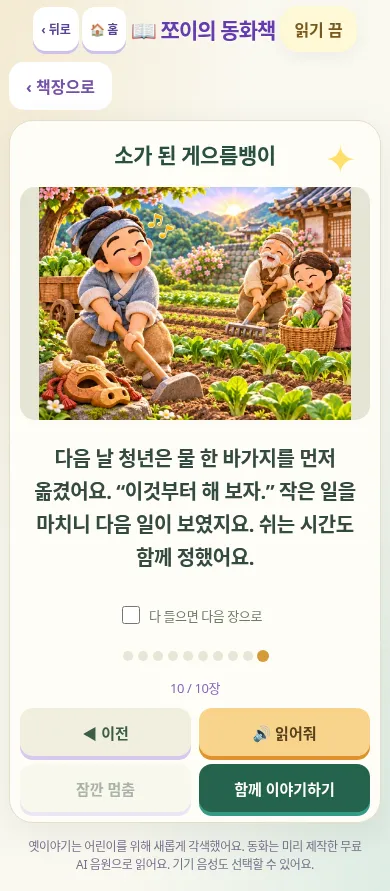 ‹ 뒤로
🏠 홈
📖 쪼이의 동화책
읽기 끔
‹ 책장으로
소가 된 게으름뱅이
다음 날 청년은 물 한 바가지를 먼저
옮겼어요. “이것부터 해 보자.” 작은 일을
마치니 다음 일이 보였지요. 쉬는 시간도
함께 정했어요.
다 들으면 다음 장으로
10 / 10장
◀ 이전
🔊 읽어줘
잠깐 멈춤
함께 이야기하기
옛이야기는 어린이를 위해 새롭게 각색했어요. 동화는 미리 제작한 무료
AI 음원으로 읽어요. 기기 음성도 선택할 수 있어요.